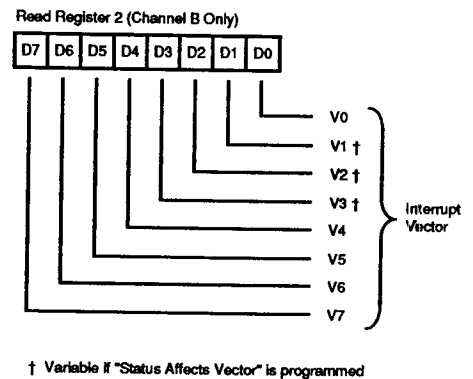 Read Register 2 (Channel B Only)
D7 D6 D5 D4 D3 D2 D1 D0
V0
V1 †
V2 †
V3 †
V4
V5
V6
V7
Interrupt
Vector
† Variable if "Status Affects Vector" is programmed